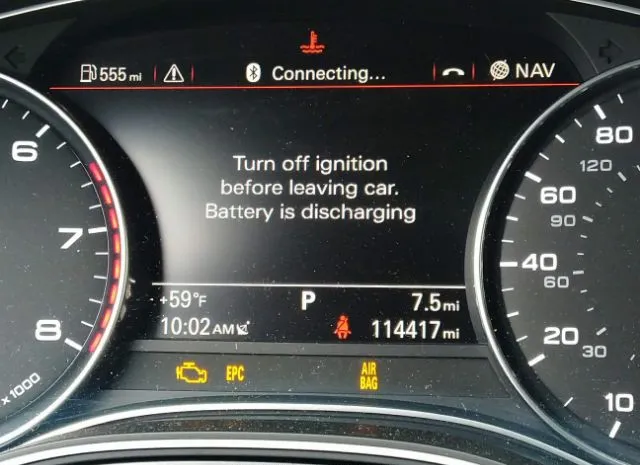 555 mi
Connecting...
NAV
Turn off ignition
before leaving car.
Battery is discharging
+59°F
P
7.5 mi
10:02 AM
114417 mi
EPC
AIR
BAG
6
7
8
x 1000
80
120
60
90
40
60
20
30
10